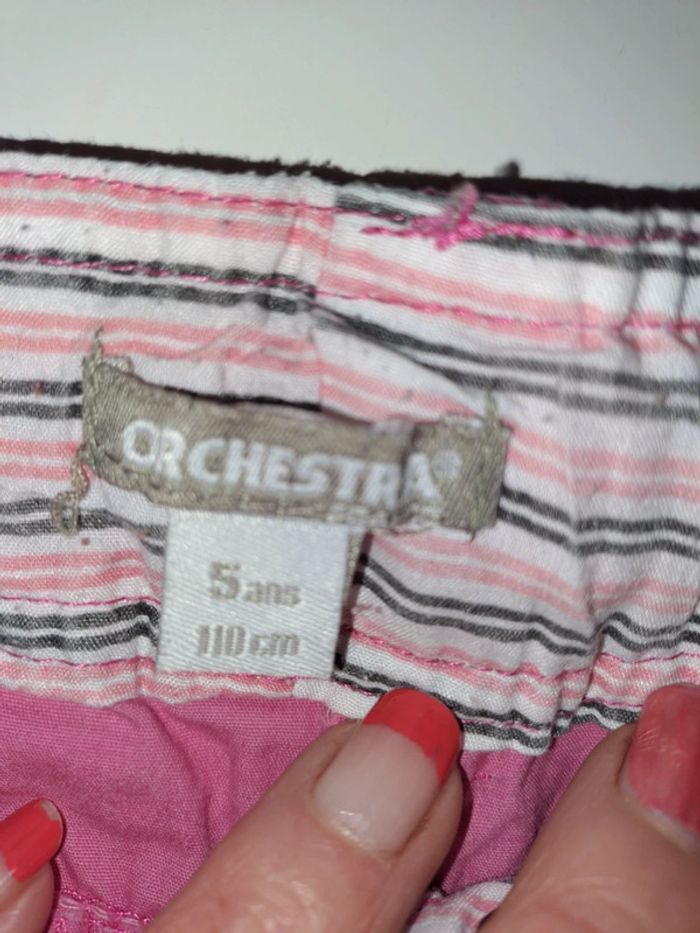 ORCHESTRA®
5 ans
110 cm